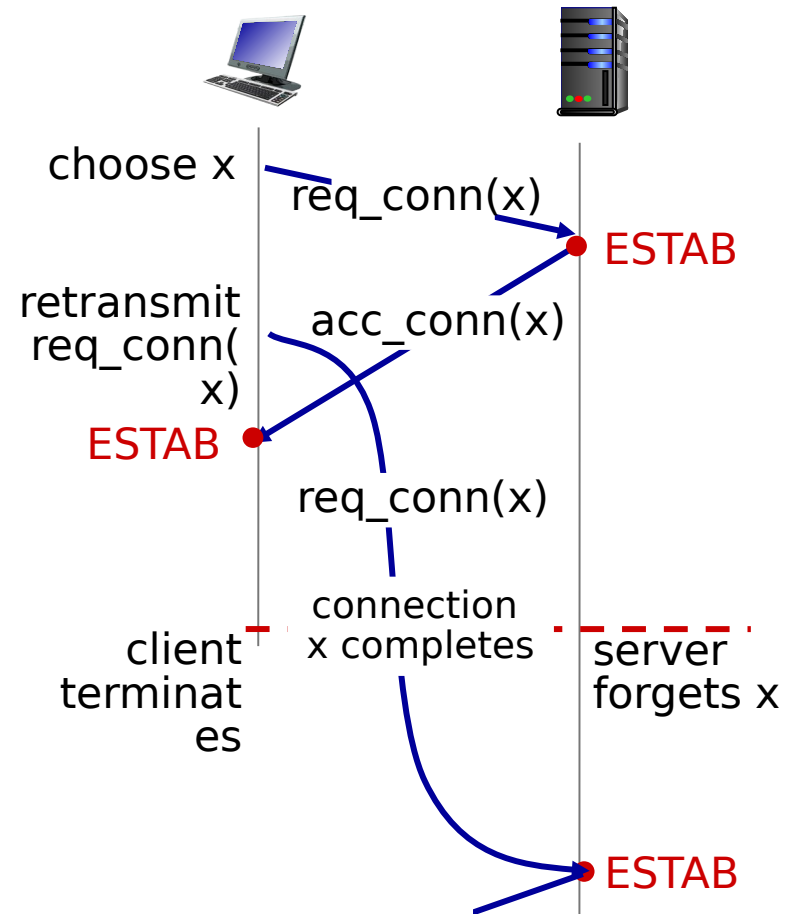 choose x
req_conn(x)
ESTAB
retransmit
req_conn(
x)
acc_conn(x)
ESTAB
req_conn(x)
connection
x completes
client
terminat
es
server
forgets x
ESTAB